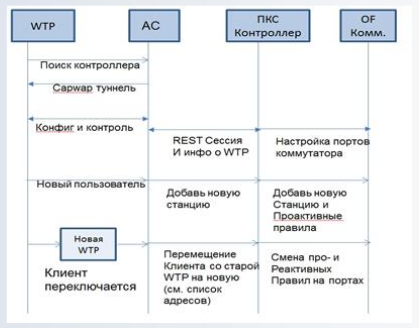 WTP
AC
ПКС
Контроллер
OF
Комм.
Поиск контроллера
Capwap туннель
Конфиг и контроль
REST Сессия
И инфо о WTP
Настройка портов
коммутатора
Новый пользователь
Добавь новую
станцию
Добавь новую
Станцию и
Проактивные
правила
Новая
WTP
Клиент
переключается
Перемещение
Клиента со старой
WTP на новую
(см. список
адресов)
Смена про- и
Реактивных
Правил на портах